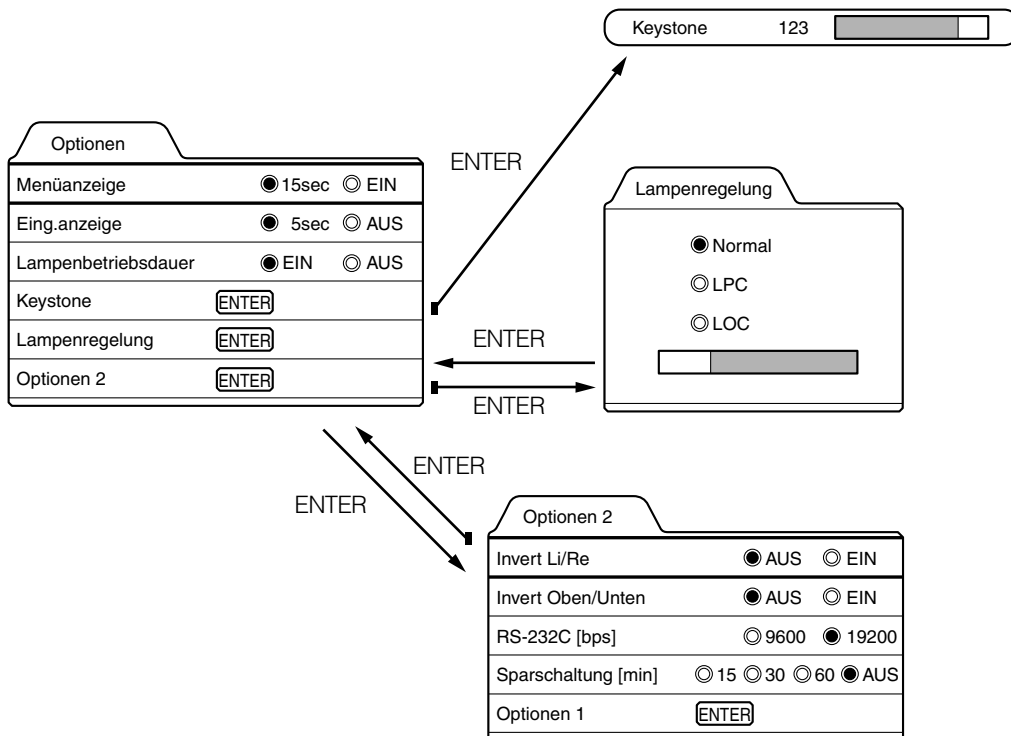 Keystone 123
Optionen
Menüanzeige 15sec EIN
Eing.anzeige 5sec AUS
Lampenbetriebsdauer EIN AUS
Keystone ENTER
Lampenregelung ENTER
Optionen 2 ENTER
ENTER
Lampenregelung
Normal
LPC
LOC
ENTER
ENTER
ENTER
ENTER
Optionen 2
Invert Li/Re AUS EIN
Invert Oben/Unten AUS EIN
RS-232C [bps] 9600 19200
Sparschaltung [min] 15 30 60 AUS
Optionen 1 ENTER